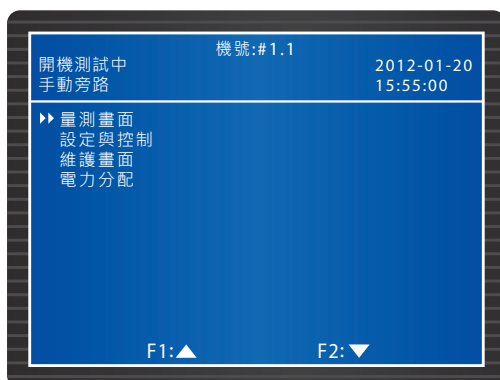 機號:#1.1
開機測試中 2012-01-20
手動旁路 15:55:00
量測畫面
設定與控制
維護畫面
電力分配
F1:▲ F2:▼